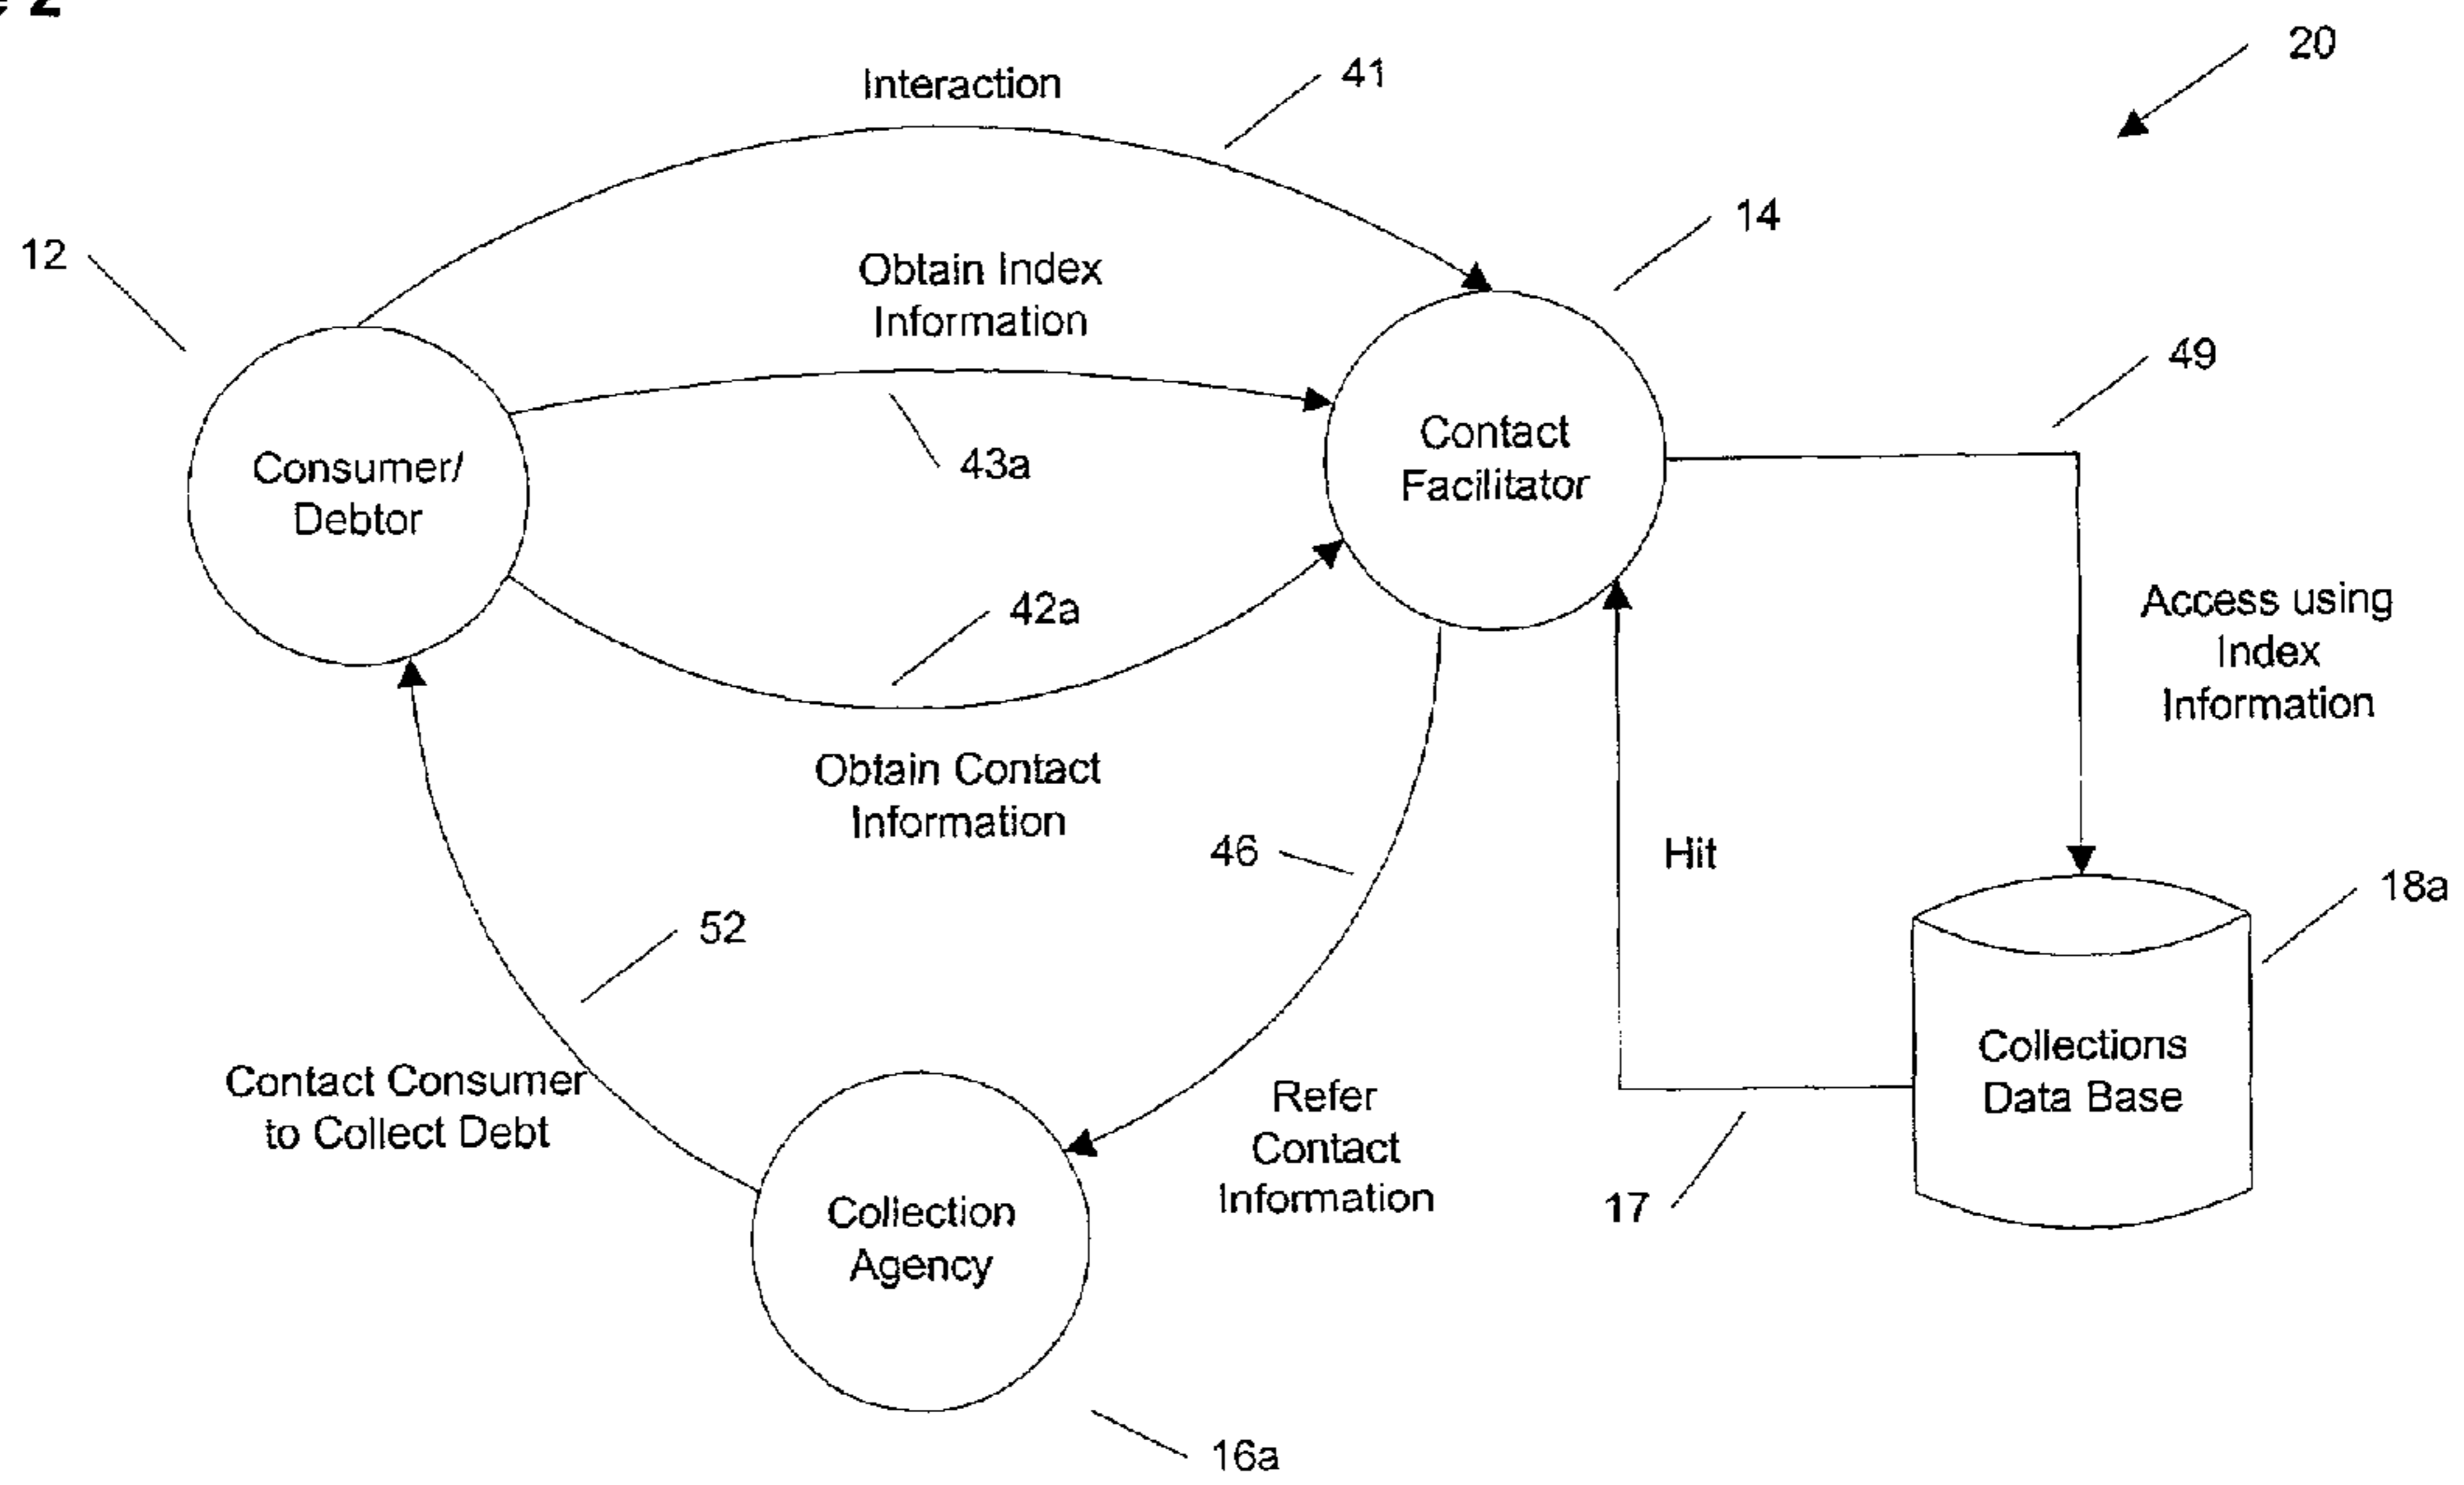 2
20
Interaction
41
14
12
Obtain Index
Information
49
Contact
Facilitator
43a
Consumer/
Debtor
42a
Access using
Index
Information
Obtain Contact
Information
46
Hit
18a
52
Collections
Data Base
Contact Consumer
to Collect Debt
Refer
Contact
Information
17
Collection
Agency
16a